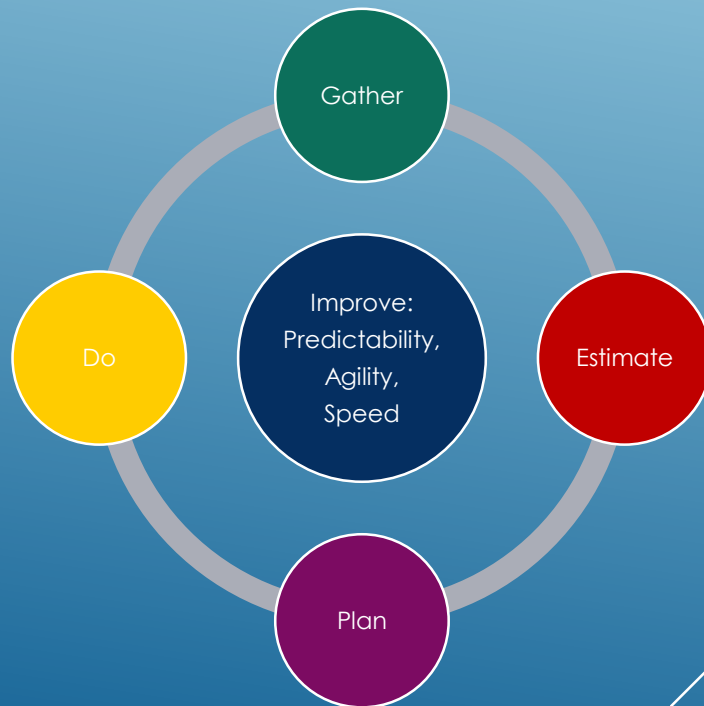 Gather
Do
Improve:
Predictability,
Agility,
Speed
Estimate
Plan